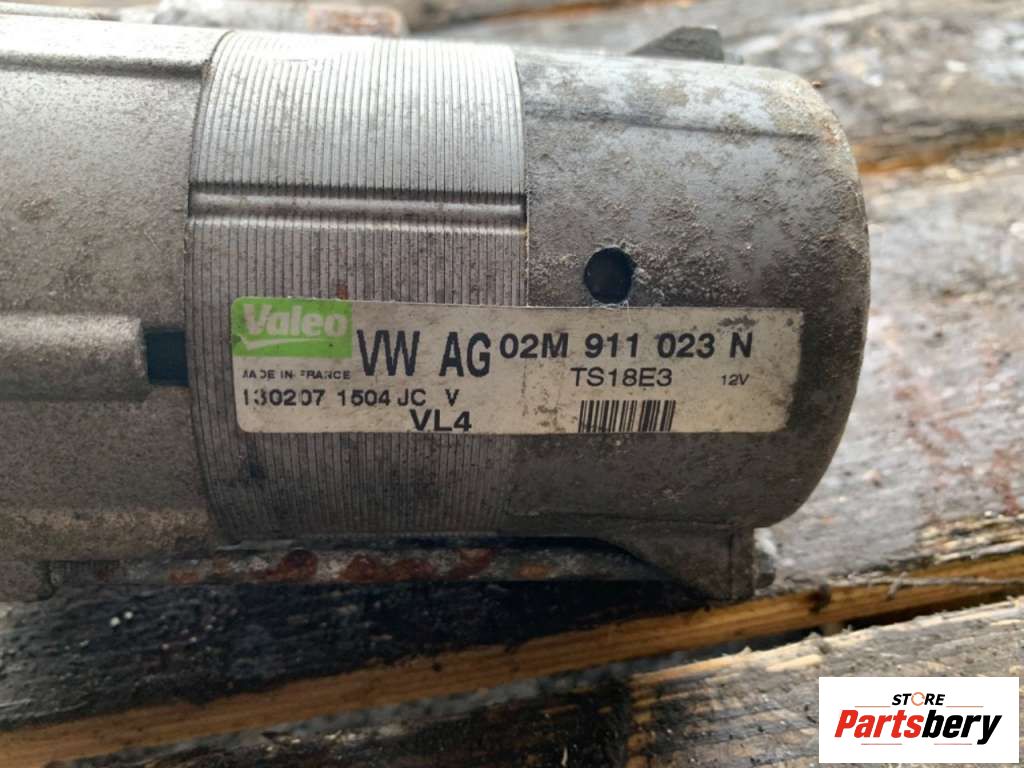 Valeo VW AG 02M 911 023 N
MADE IN FRANCE TS18E3 12V
130207 1504 JC V
VL4
STORE
Partsbery